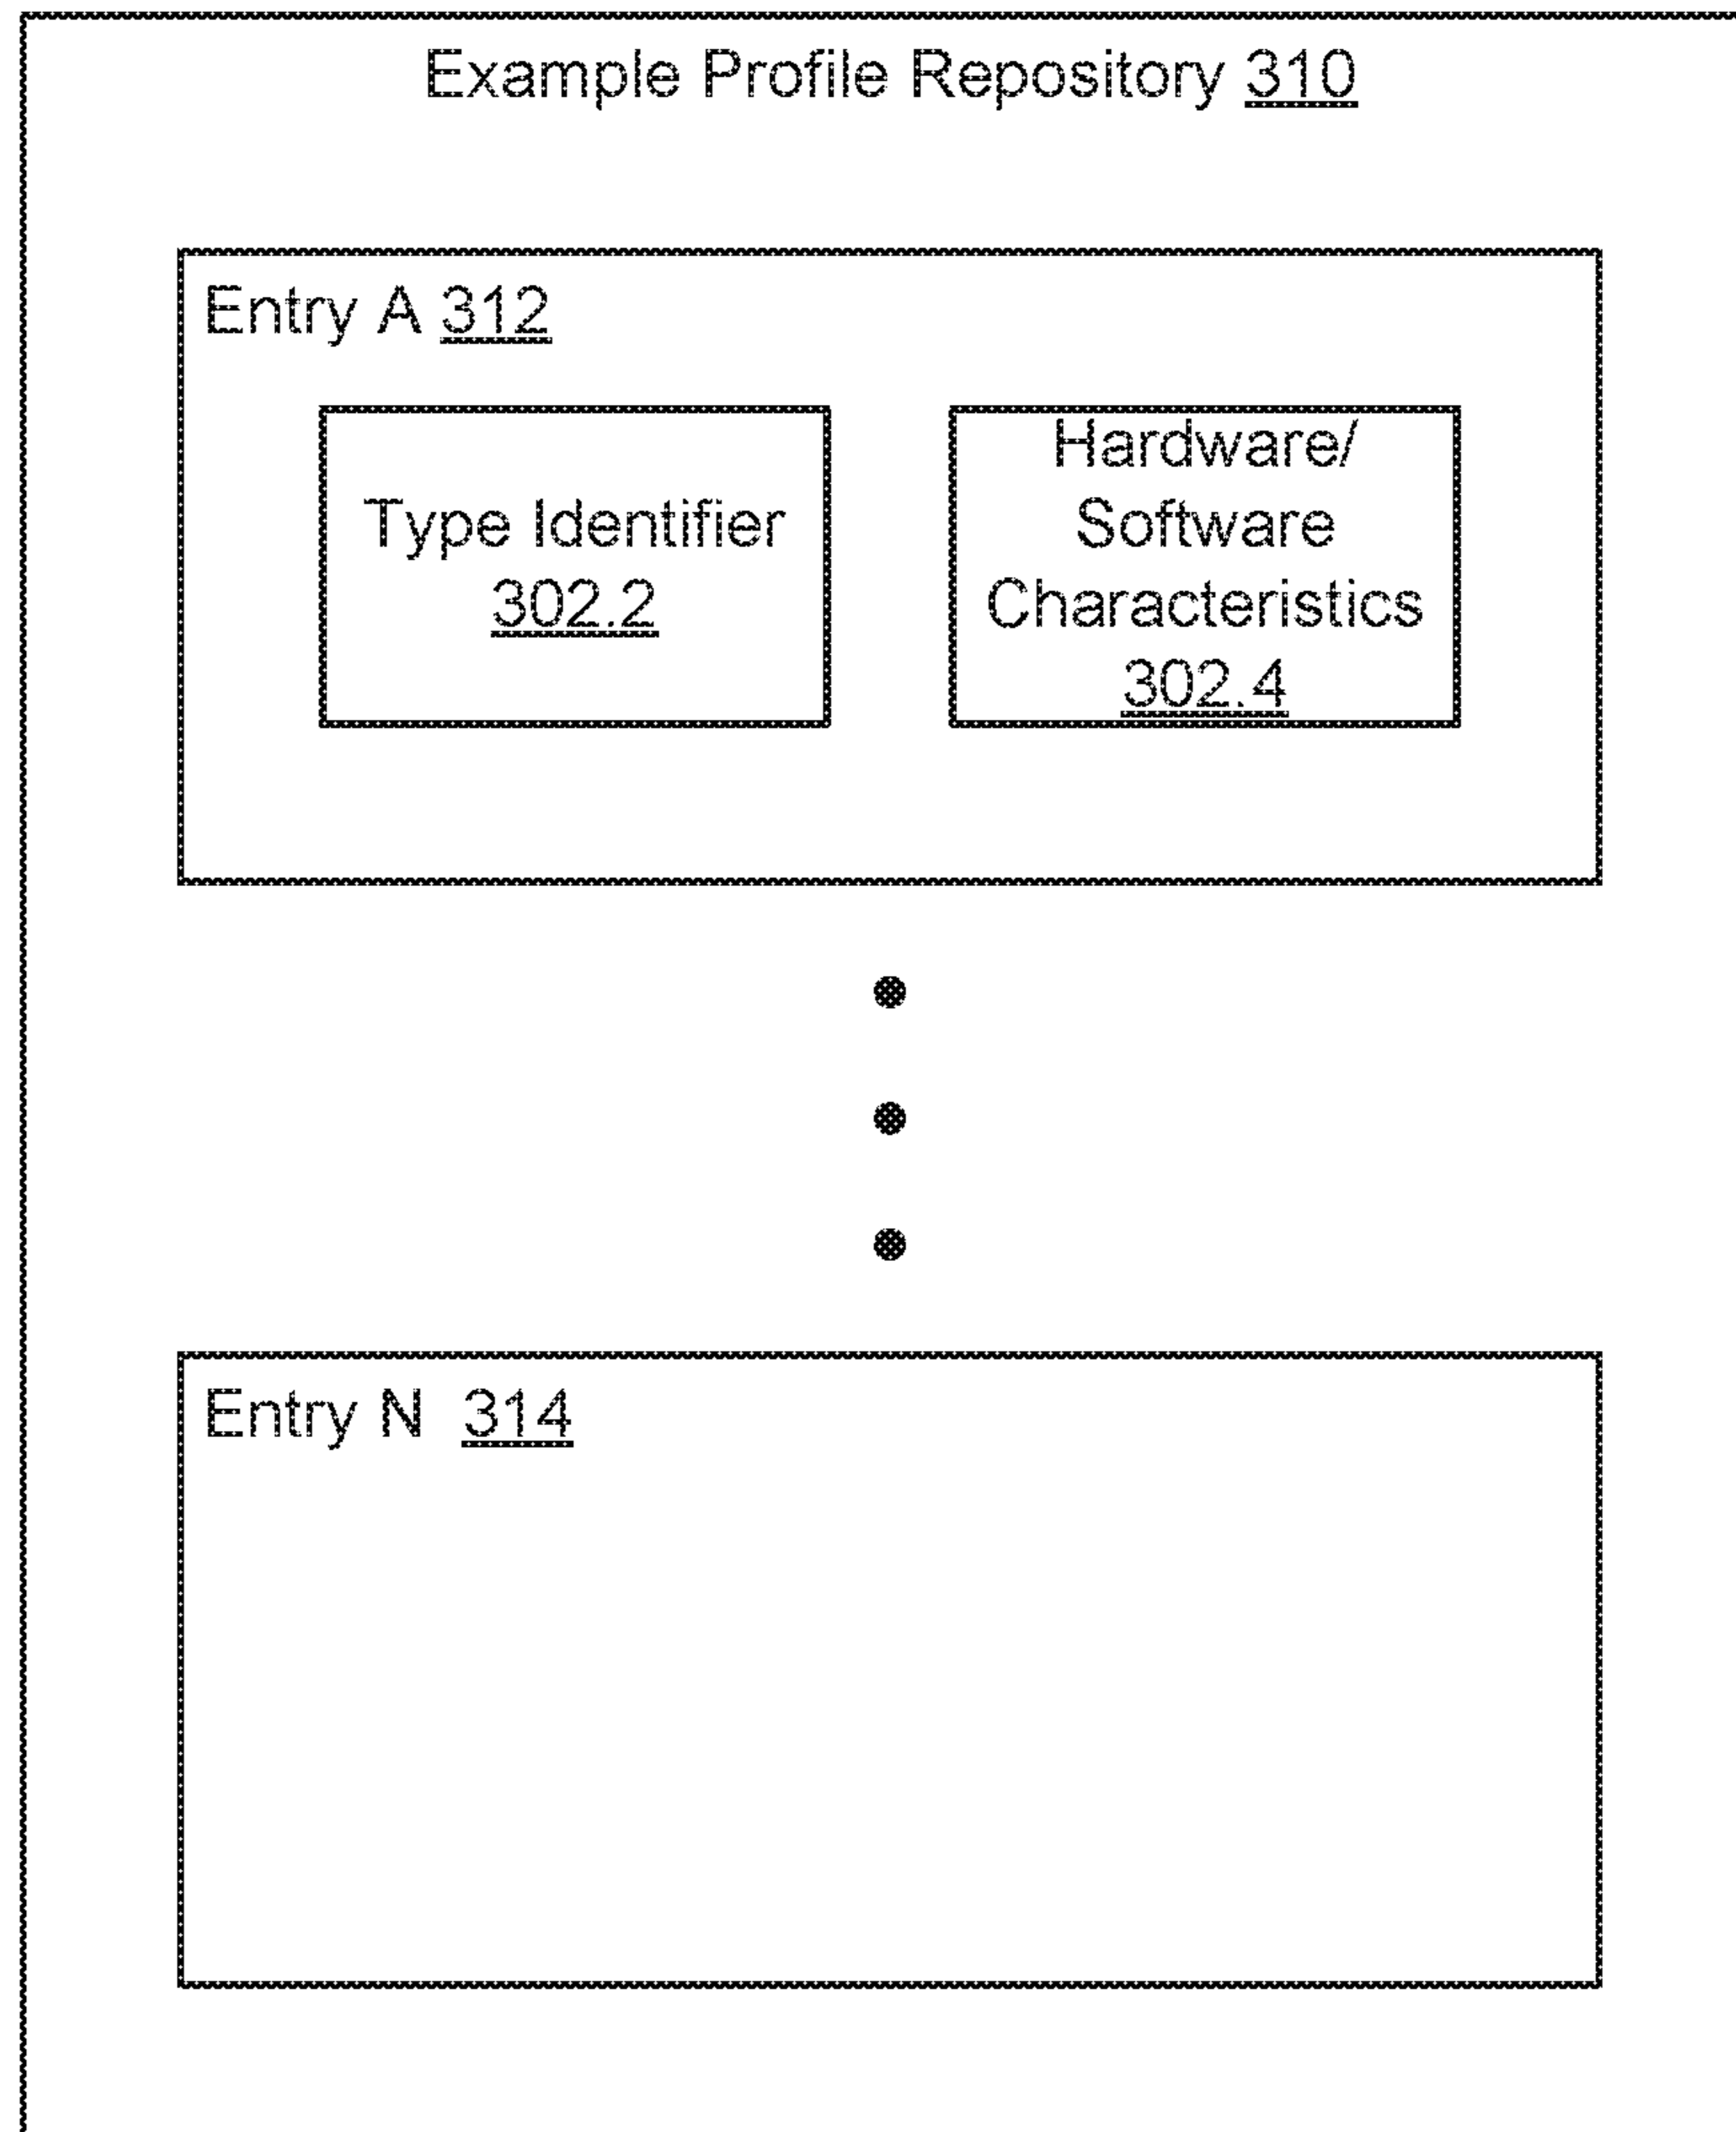 Example Profile Repository 310
Entry A 312
Type Identifier
302.2
Hardware/
Software
Characteristics
302.4
Entry N 314